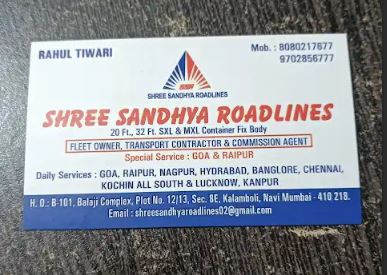 RAHUL TIWARI
Mob. : 8080217677
9702856777
SHREE SANDHYA ROADLINES
SHREE SANDHYA ROADLINES
20 Ft., 32 Ft. SXL & MXL Container Fix Body
FLEET OWNER, TRANSPORT CONTRACTOR & COMMISSION AGENT
Special Service : GOA & RAIPUR
Daily Services : GOA, RAIPUR, NAGPUR, HYDRABAD, BANGLORE, CHENNAI,
KOCHIN ALL SOUTH & LUCKNOW, KANPUR
H. O.: B-101, Balaji Complex, Plot No. 12/13, Sec. 8E, Kalamboli, Navi Mumbai - 410 218.
Email : shreesandhyaroadlines02@gmail.com